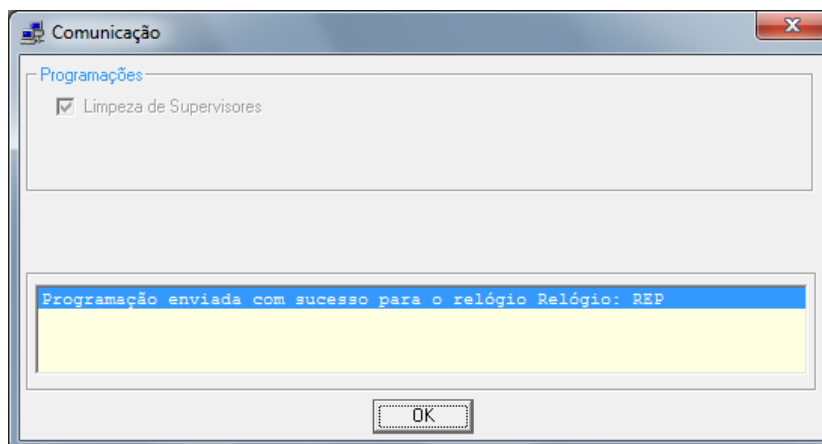 Comunicação
Programações
Limpeza de Supervisores
Programação enviada com sucesso para o relógio Relógio: REP
OK